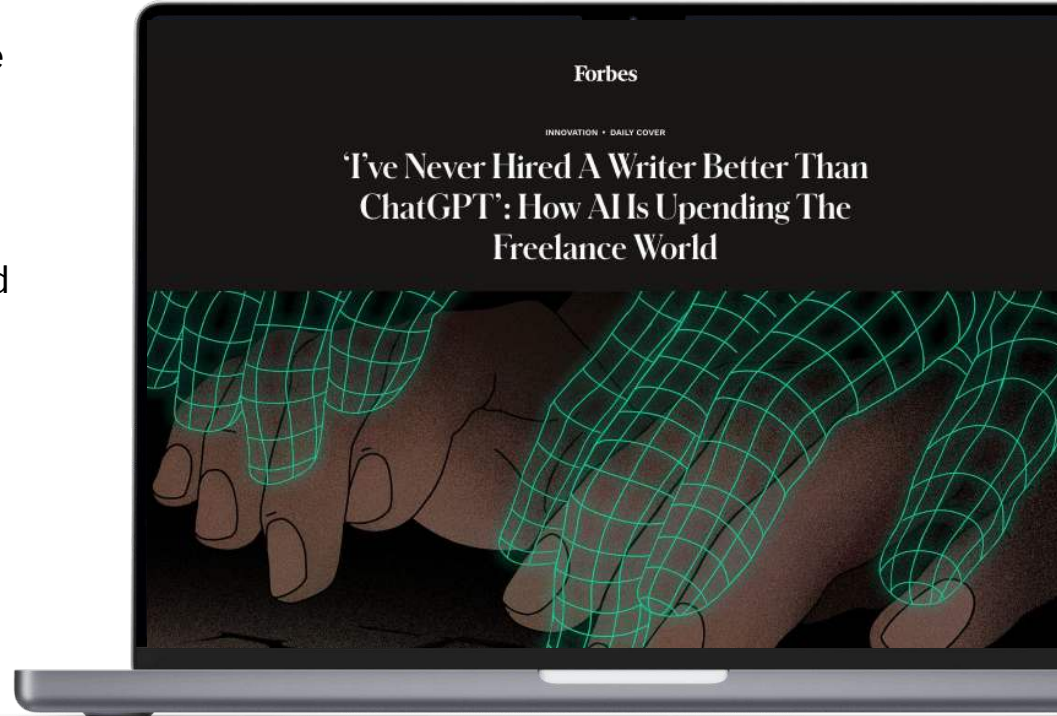 e
d
Forbes
INNOVATION • DAILY COVER
‘I’ve Never Hired A Writer Better Than
ChatGPT’: How AI Is Upending The
Freelance World